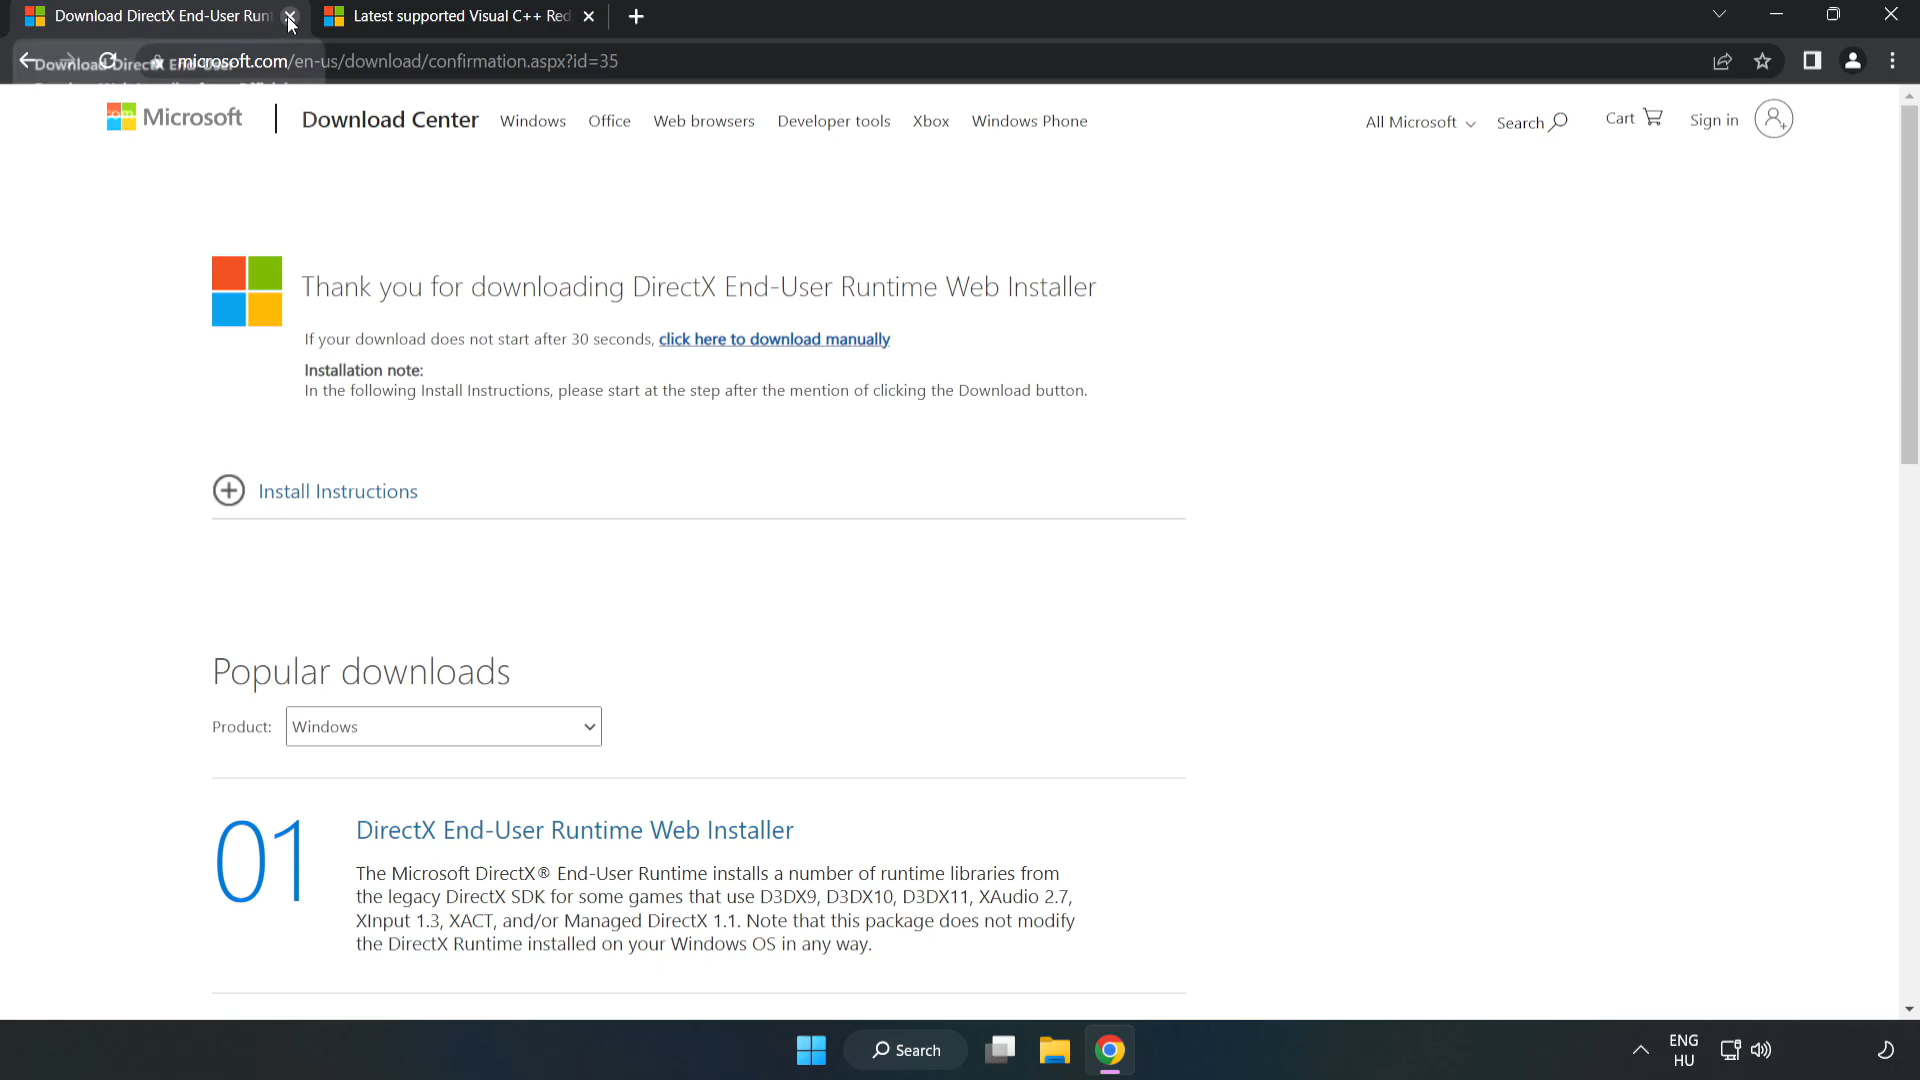 Download DirectX End-User Runt
Latest supported Visual C++ Red
microsoft.com/en-us/download/confirmation.aspx?id=35
Download DirectX End-User
Microsoft
Download Center
Windows
Office
Web browsers
Developer tools
Xbox
Windows Phone
All Microsoft
Search
Cart
Sign in
Thank you for downloading DirectX End-User Runtime Web Installer
If your download does not start after 30 seconds, click here to download manually
Installation note:
In the following Install Instructions, please start at the step after the mention of clicking the Download button.
Install Instructions
Popular downloads
Product: Windows
01
DirectX End-User Runtime Web Installer
The Microsoft DirectX® End-User Runtime installs a number of runtime libraries from
the legacy DirectX SDK for some games that use D3DX9, D3DX10, D3DX11, XAudio 2.7,
XInput 1.3, XACT, and/or Managed DirectX 1.1. Note that this package does not modify
the DirectX Runtime installed on your Windows OS in any way.
Search
ENG
HU